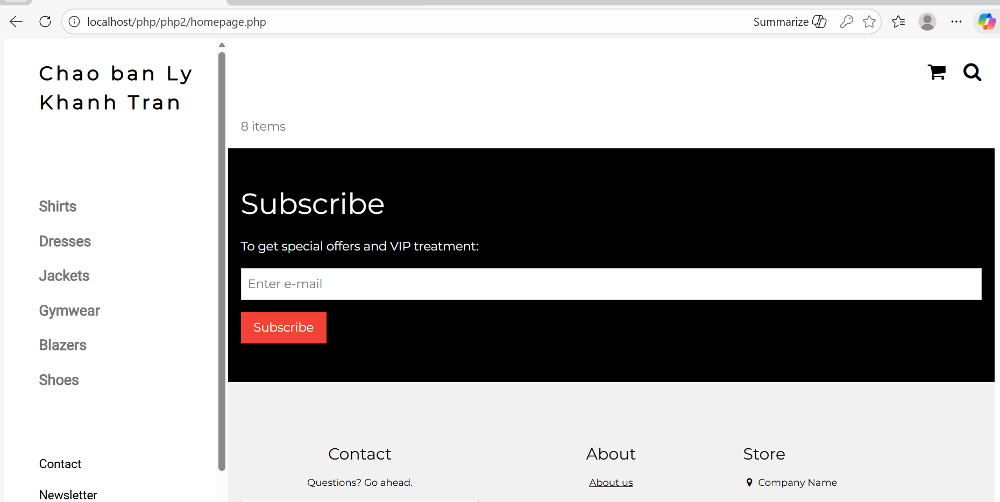 localhost/php/php2/homepage.php
Summarize
Chao ban Ly
Khanh Tran
Shirts
Dresses
Jackets
Gymwear
Blazers
Shoes
Contact
Newsletter
8 items
Subscribe
To get special offers and VIP treatment:
Enter e-mail
Subscribe
Contact
Questions? Go ahead.
About
About us
Store
Company Name